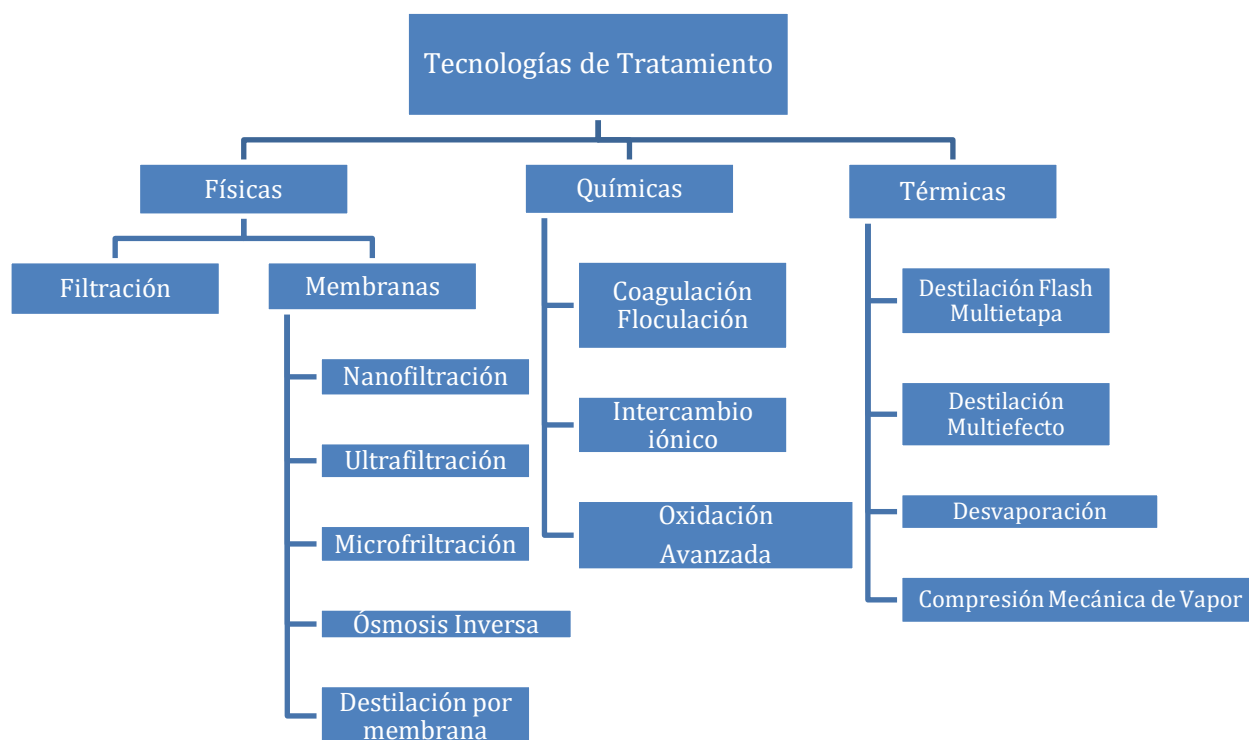 Tecnologías de Tratamiento
Físicas
Químicas
Térmicas
Filtración
Membranas
Nanofiltración
Ultrafiltración
Microfriltración
Ósmosis Inversa
Destilación por
membrana
Coagulación
Floculación
Intercambio
iónico
Oxidación
Avanzada
Destilación Flash
Multietapa
Destilación
Multiefecto
Desvaporación
Compresión Mecánica de Vapor